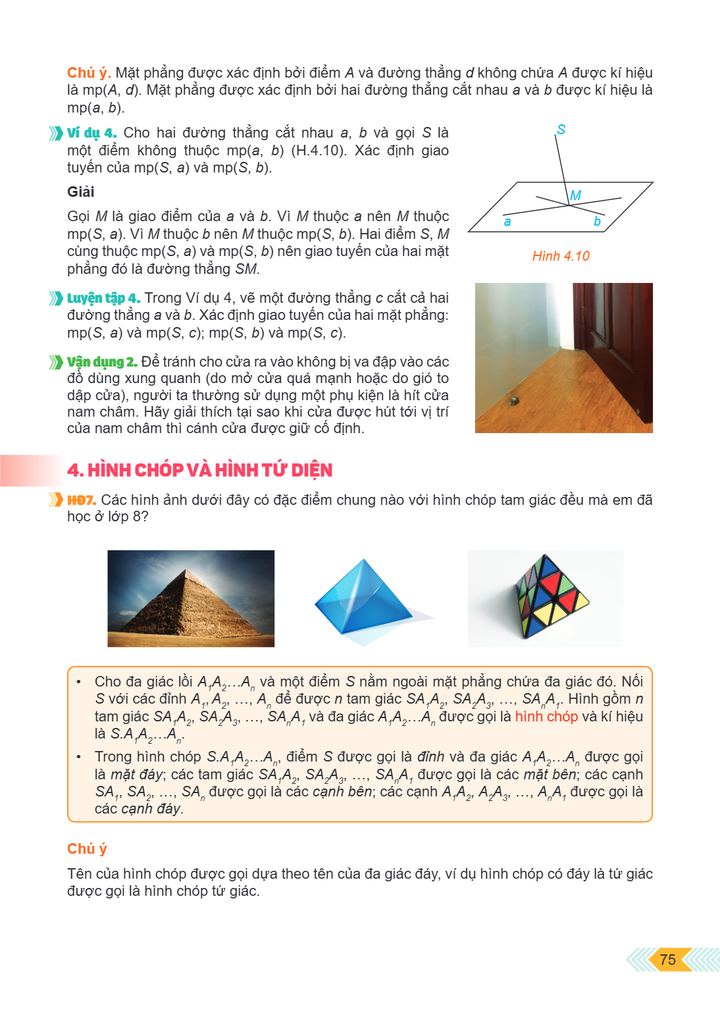 Chú ý. Mặt phẳng được xác định bởi điểm A và đường thẳng d không chứa A được kí hiệu
là mp(A, d). Mặt phẳng được xác định bởi hai đường thẳng cắt nhau a và b được kí hiệu là
mp(a, b).
Ví dụ 4. Cho hai đường thẳng cắt nhau a, b và gọi S là
một điểm không thuộc mp(a, b) (H.4.10). Xác định giao
tuyến của mp(S, a) và mp(S, b).
Giải
Gọi M là giao điểm của a và b. Vì M thuộc a nên M thuộc
mp(S, a). Vì M thuộc b nên M thuộc mp(S, b). Hai điểm S, M
cùng thuộc mp(S, a) và mp(S, b) nên giao tuyến của hai mặt
phẳng đó là đường thẳng SM.
S
M
a
b
Hình 4.10
Luyện tập 4. Trong Ví dụ 4, vẽ một đường thẳng c cắt cả hai
đường thẳng a và b. Xác định giao tuyến của hai mặt phẳng:
mp(S, a) và mp(S, c); mp(S, b) và mp(S, c).
Vận dụng 2. Để tránh cho cửa ra vào không bị va đập vào các
đồ dùng xung quanh (do mở cửa quá mạnh hoặc do gió to
dập cửa), người ta thường sử dụng một phụ kiện là hít cửa
nam châm. Hãy giải thích tại sao khi cửa được hút tới vị trí
của nam châm thì cánh cửa được giữ cố định.
4. HÌNH CHÓP VÀ HÌNH TỨ DIỆN
HĐ7. Các hình ảnh dưới đây có đặc điểm chung nào với hình chóp tam giác đều mà em đã
học ở lớp 8?
• Cho đa giác lồi A₁A₂…Aₙ và một điểm S nằm ngoài mặt phẳng chứa đa giác đó. Nối
S với các đỉnh A₁, A₂, …, Aₙ để được n tam giác SA₁A₂, SA₂A₃, …, SAₙA₁. Hình gồm n
tam giác SA₁A₂, SA₂A₃, …, SAₙA₁ và đa giác A₁A₂…Aₙ được gọi là hình chóp và kí hiệu
là S.A₁A₂…Aₙ.
• Trong hình chóp S.A₁A₂…Aₙ, điểm S được gọi là đỉnh và đa giác A₁A₂…Aₙ được gọi
là mặt đáy; các tam giác SA₁A₂, SA₂A₃, …, SAₙA₁ được gọi là các mặt bên; các cạnh
SA₁, SA₂, …, SAₙ được gọi là các cạnh bên; các cạnh A₁A₂, A₂A₃, …, AₙA₁ được gọi là
các cạnh đáy.
Chú ý
Tên của hình chóp được gọi dựa theo tên của đa giác đáy, ví dụ hình chóp có đáy là tứ giác
được gọi là hình chóp tứ giác.
75